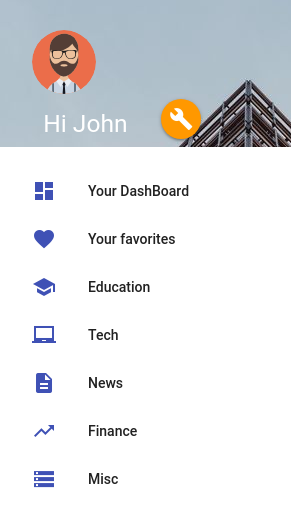 Hi John
Your DashBoard
Your favorites
Education
Tech
News
Finance
Misc